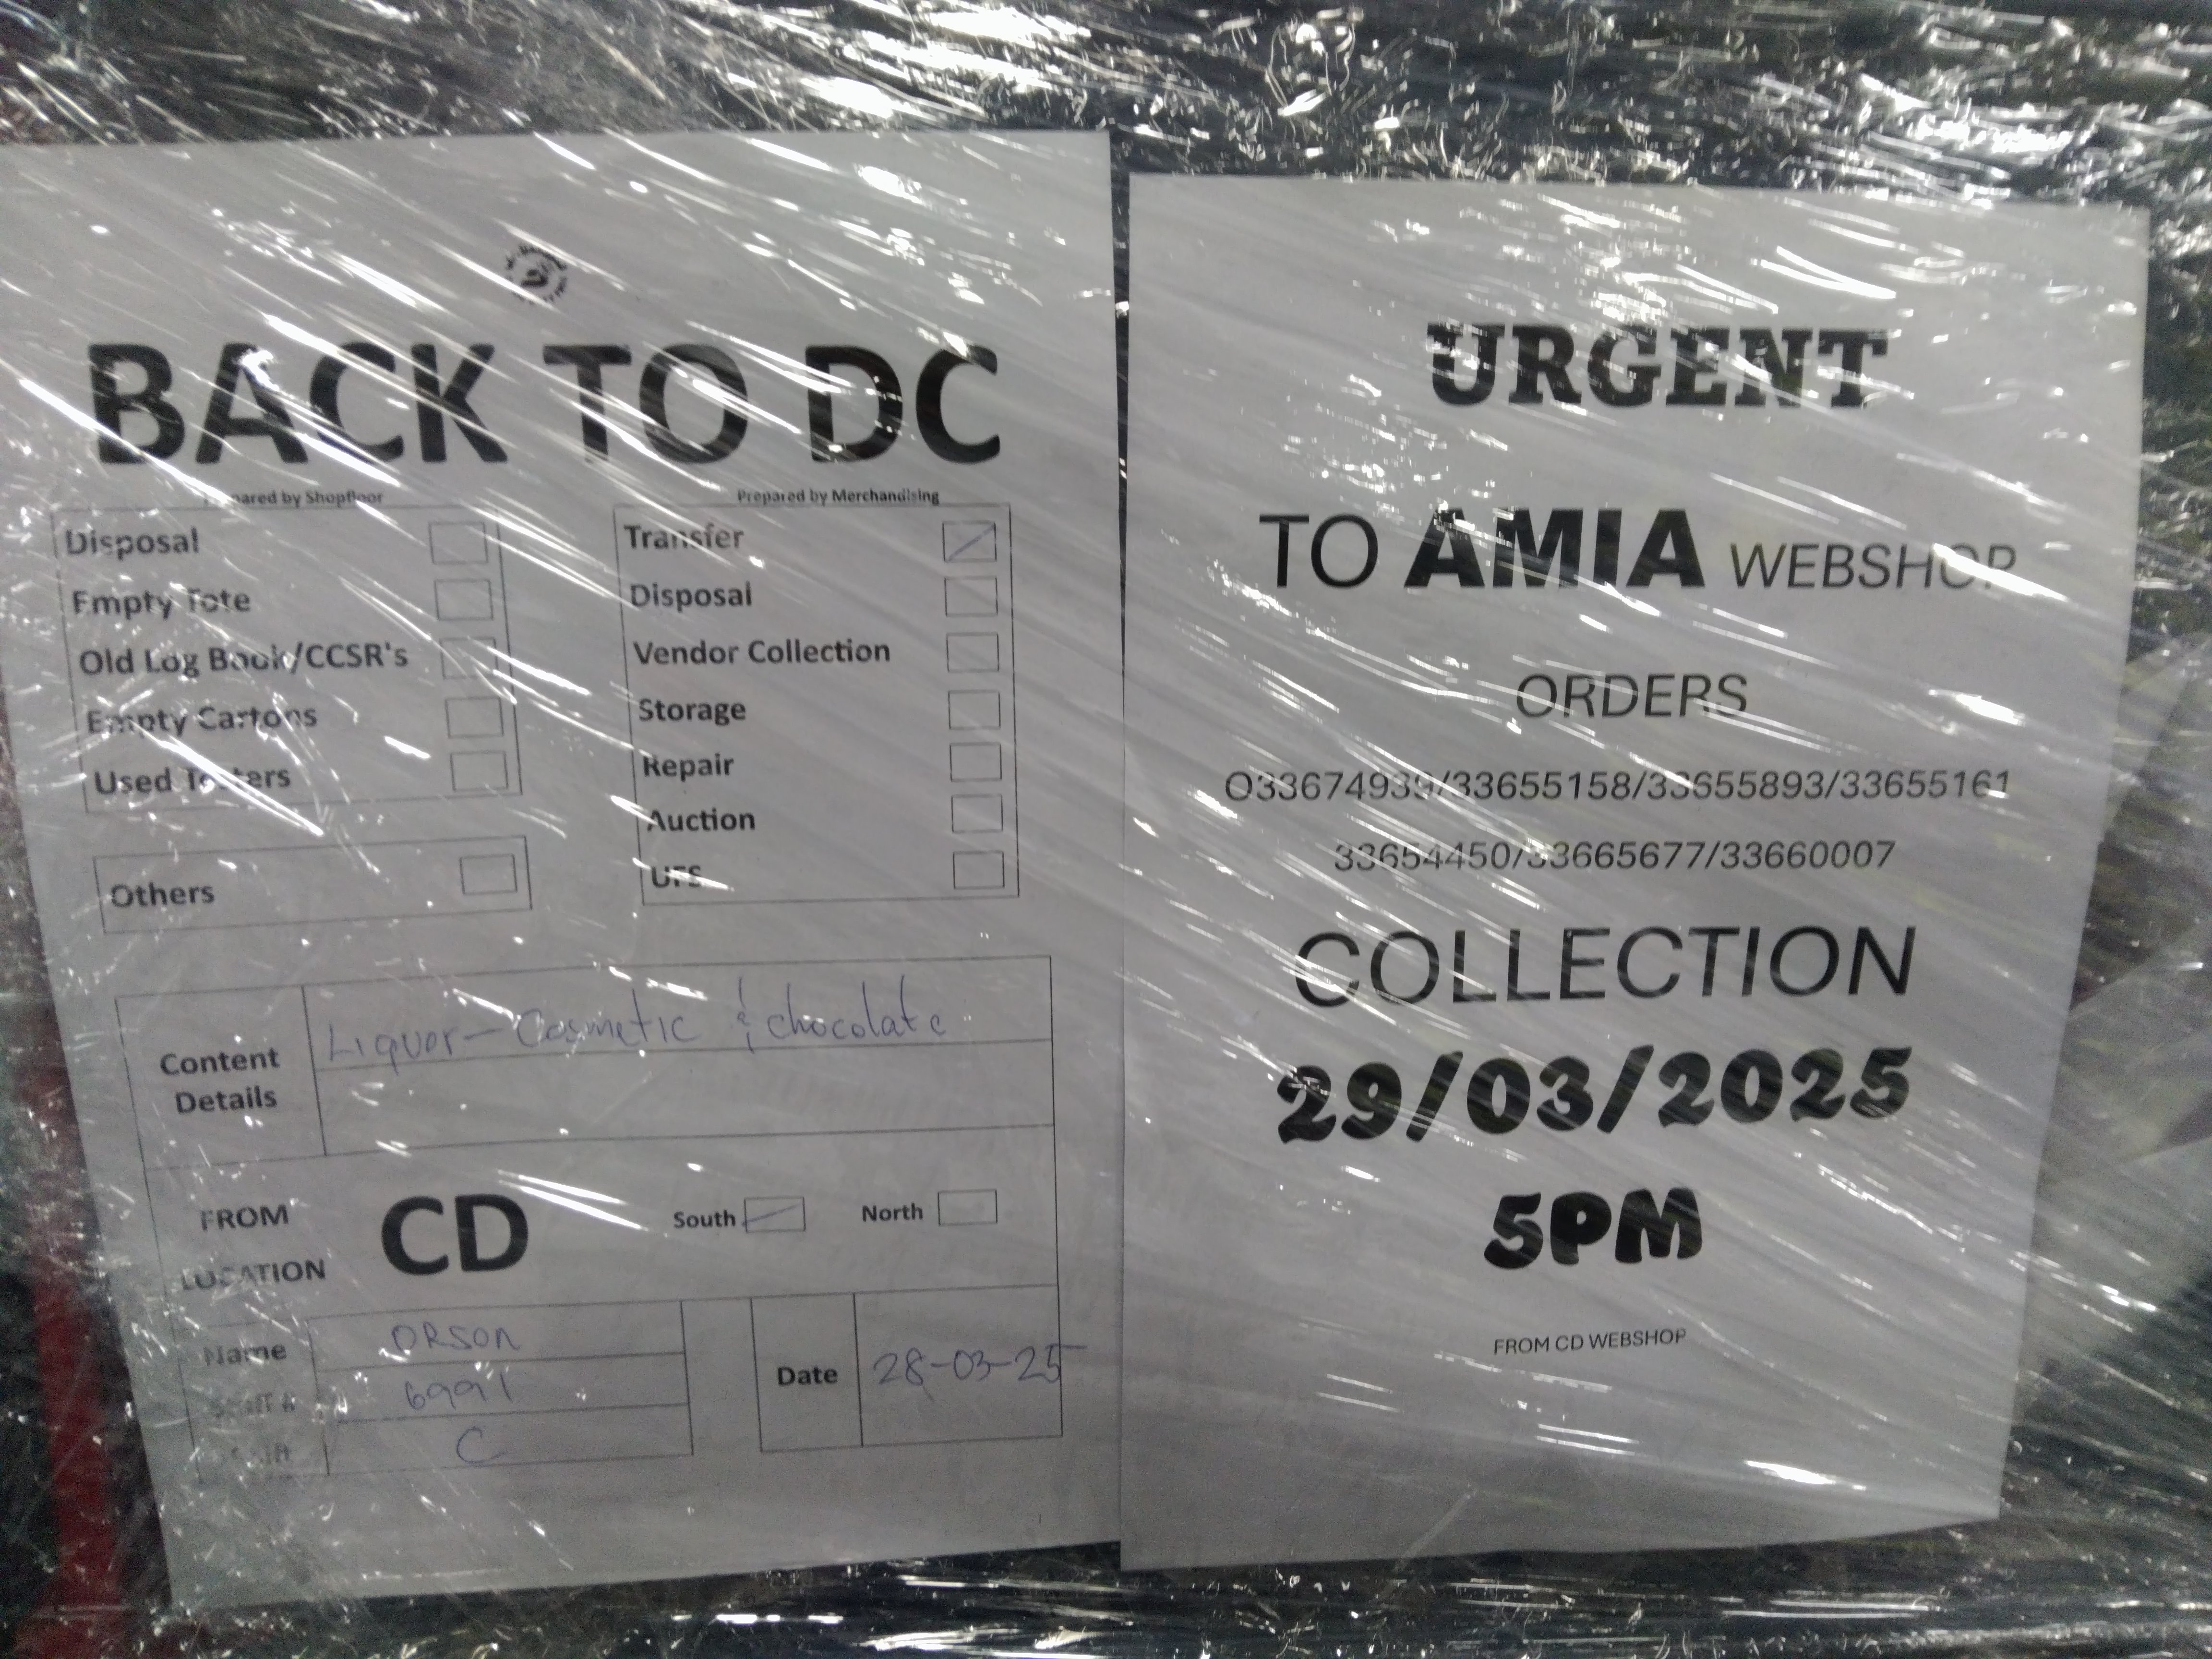 BACK TO DC
Prepared by Shopfloor
Disposal
Empty Tote
Old Log Book/CCSR's
Empty Cartons
Used Testers
Others
Prepared by Merchandising
Transfer
Disposal
Vendor Collection
Storage
Repair
Auction
UFS
Content Details
Liquor - Cosmetic & chocolate
FROM LOCATION
CD
South
North
Name
ORSON
Staff #
6991
Shift
C
Date
28-03-25
URGENT
TO AMIA WEBSHOP
ORDERS
O33674939/33655158/33655893/33655161
33654450/33665677/33660007
COLLECTION
29/03/2025
5PM
FROM CD WEBSHOP